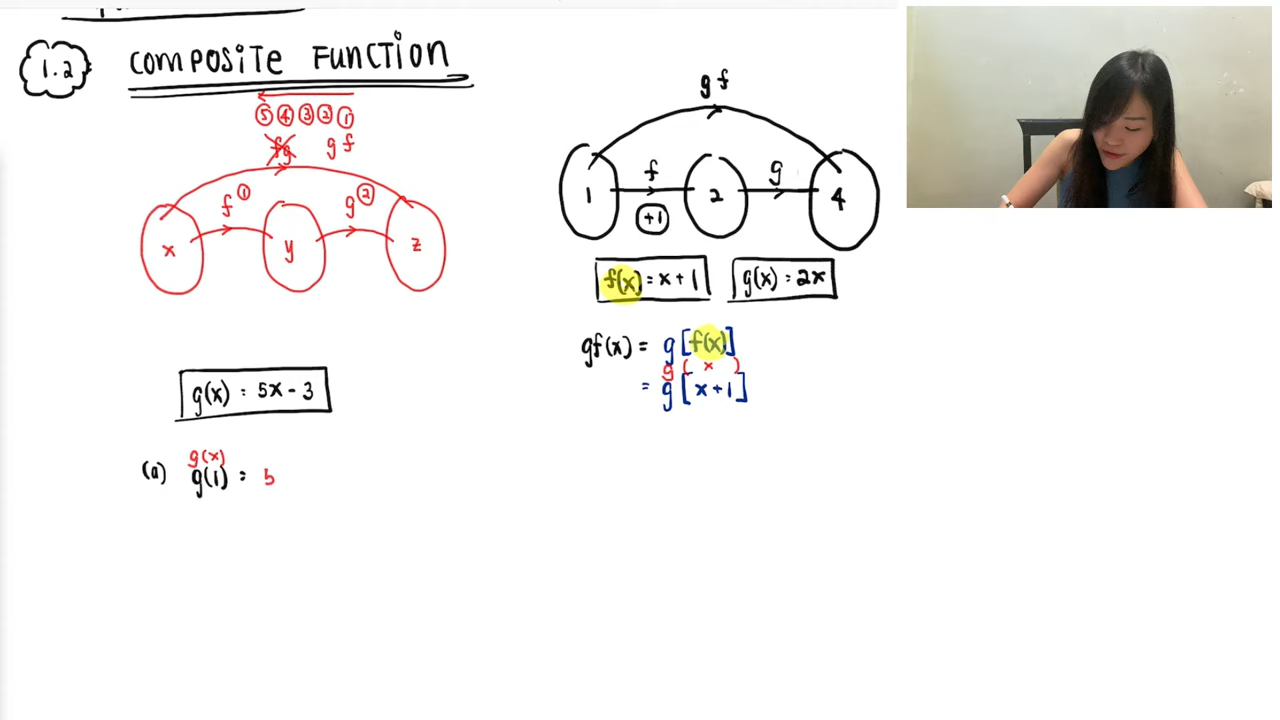 1.2 COMPOSITE FUNCTION
5 4 3 2 1
fg gf
f 1 g 2
x y z
gf
f g
1 2 4
+1
f(x) = x + 1 g(x) = 2x
gf(x) = g[f(x)]
g ( x )
= g[x+1]
g(x) = 5x - 3
g(x)
(a) g(1) = 5